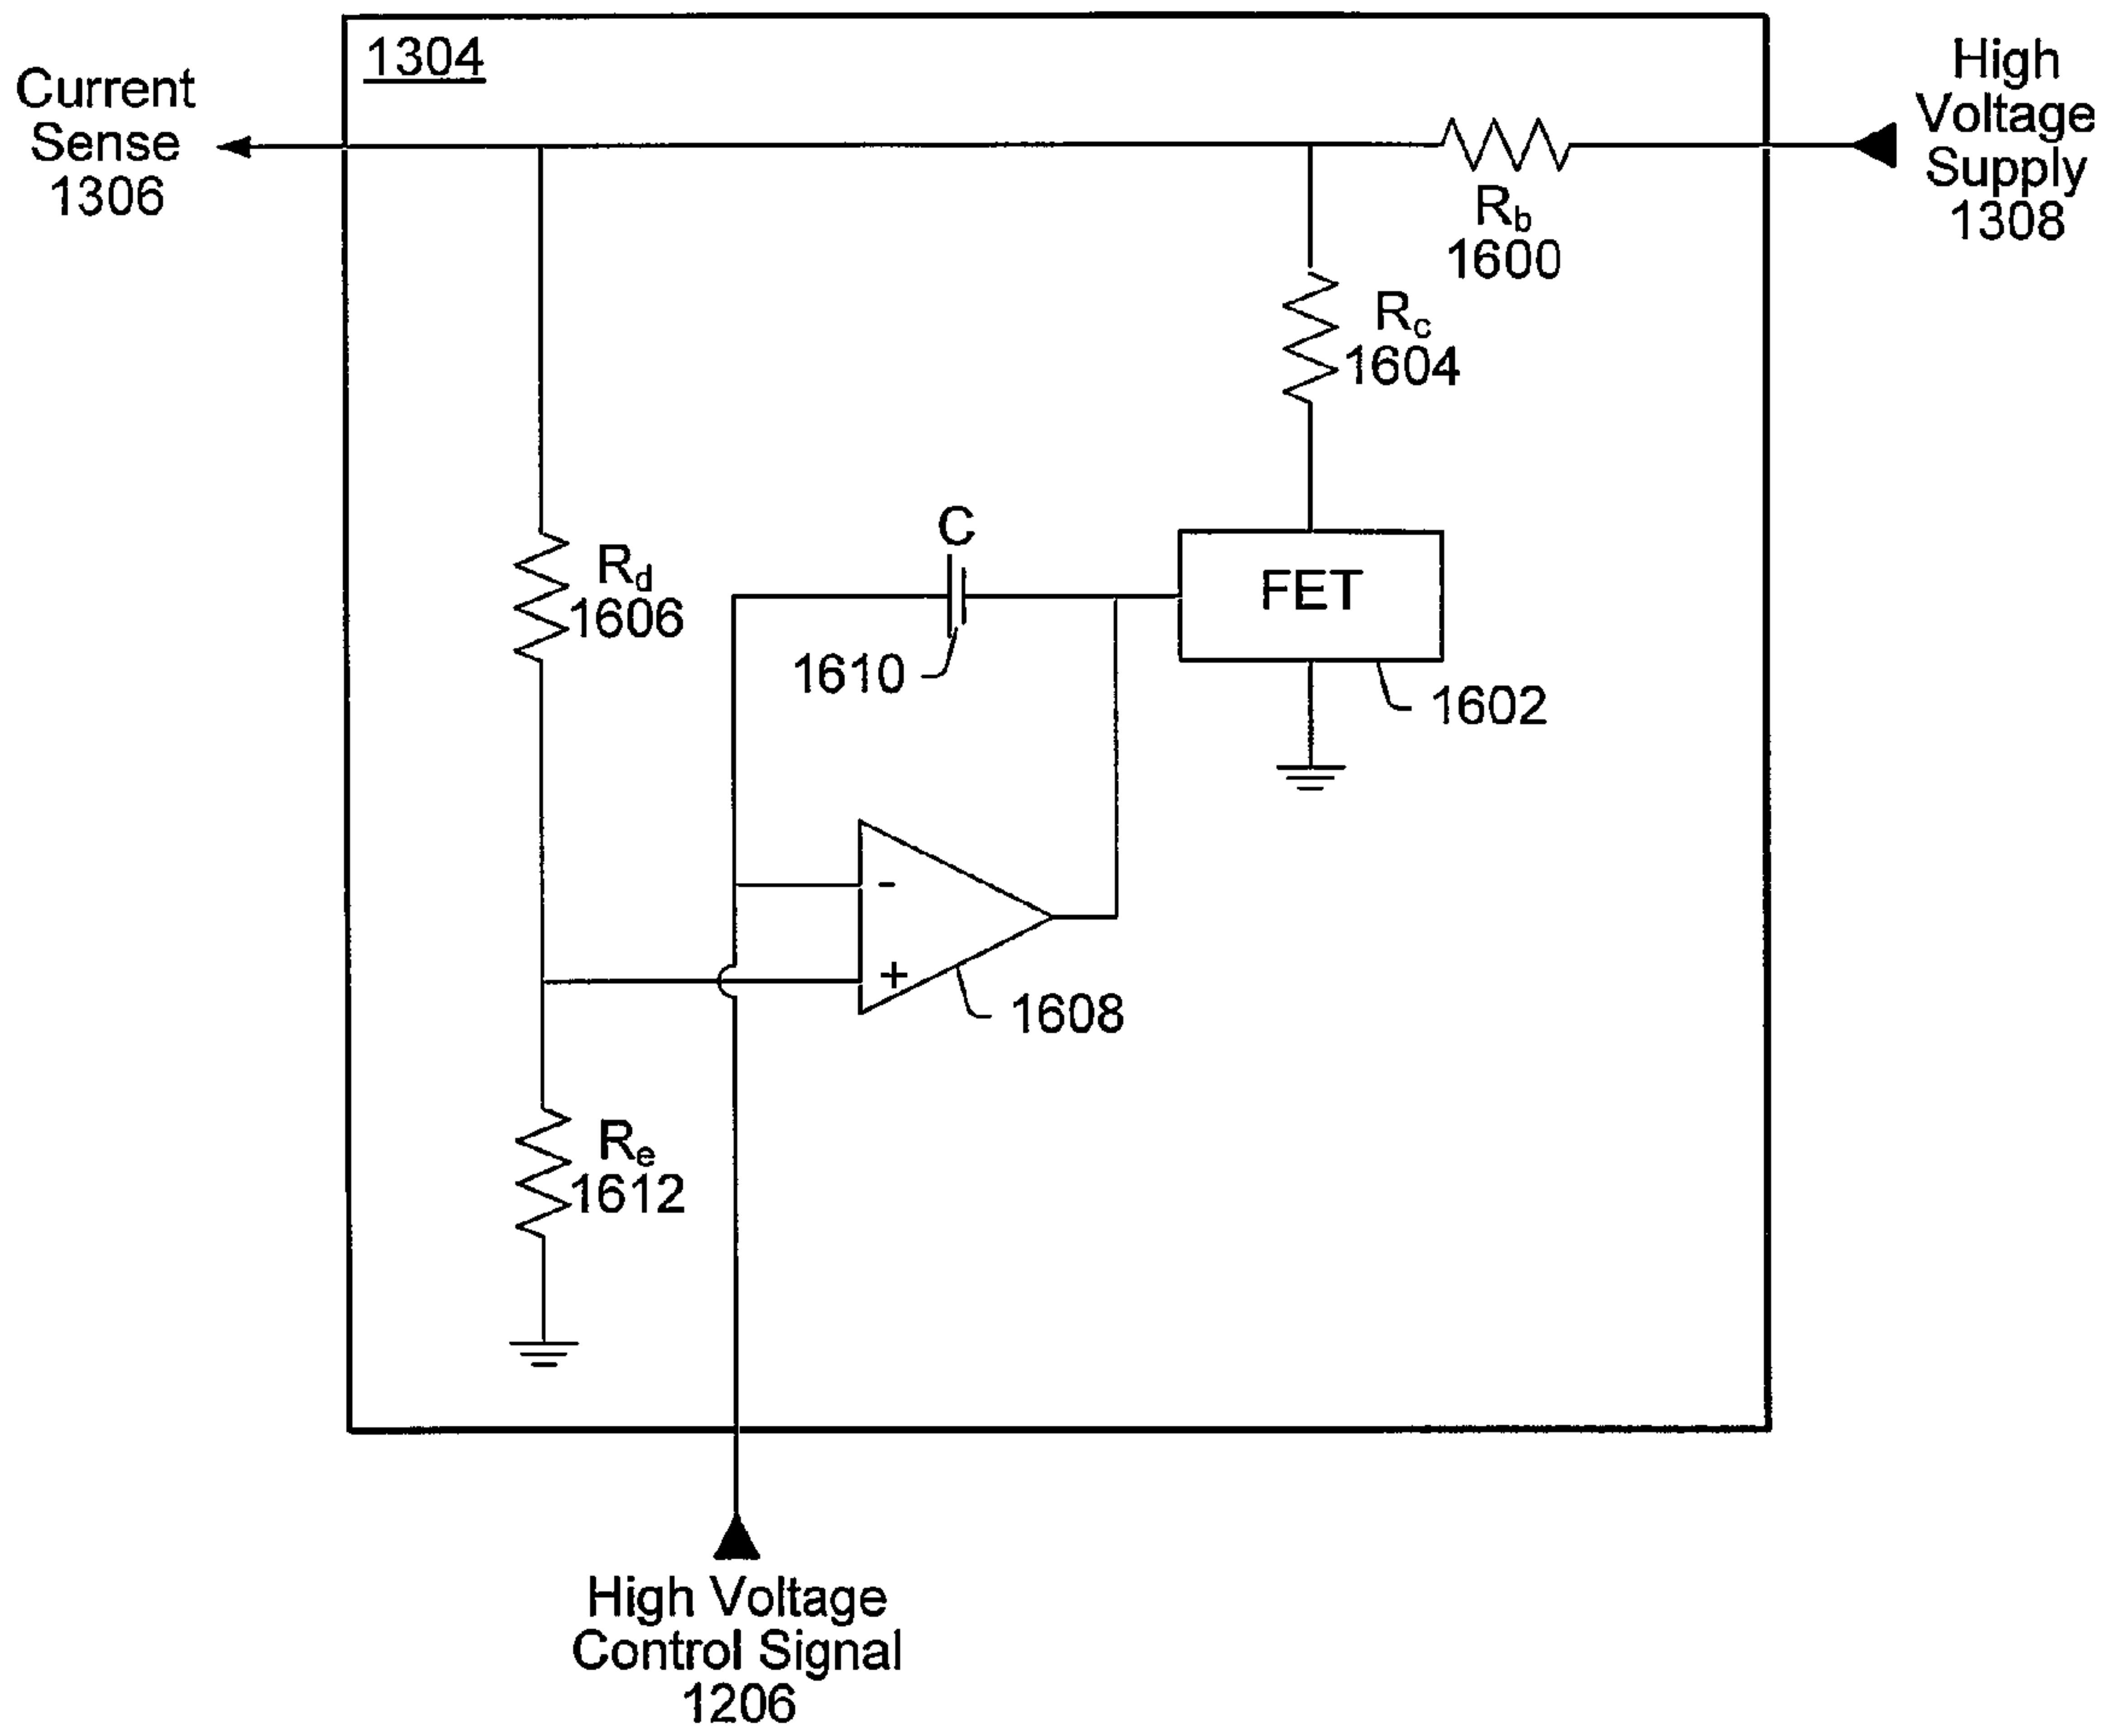 1304
Current
Sense
1306
High
Voltage
Supply
1308
Rb
1600
Rc
1604
C
Rd
1606
FET
1610
1602
-
+
1608
Re
1612
High Voltage
Control Signal
1206